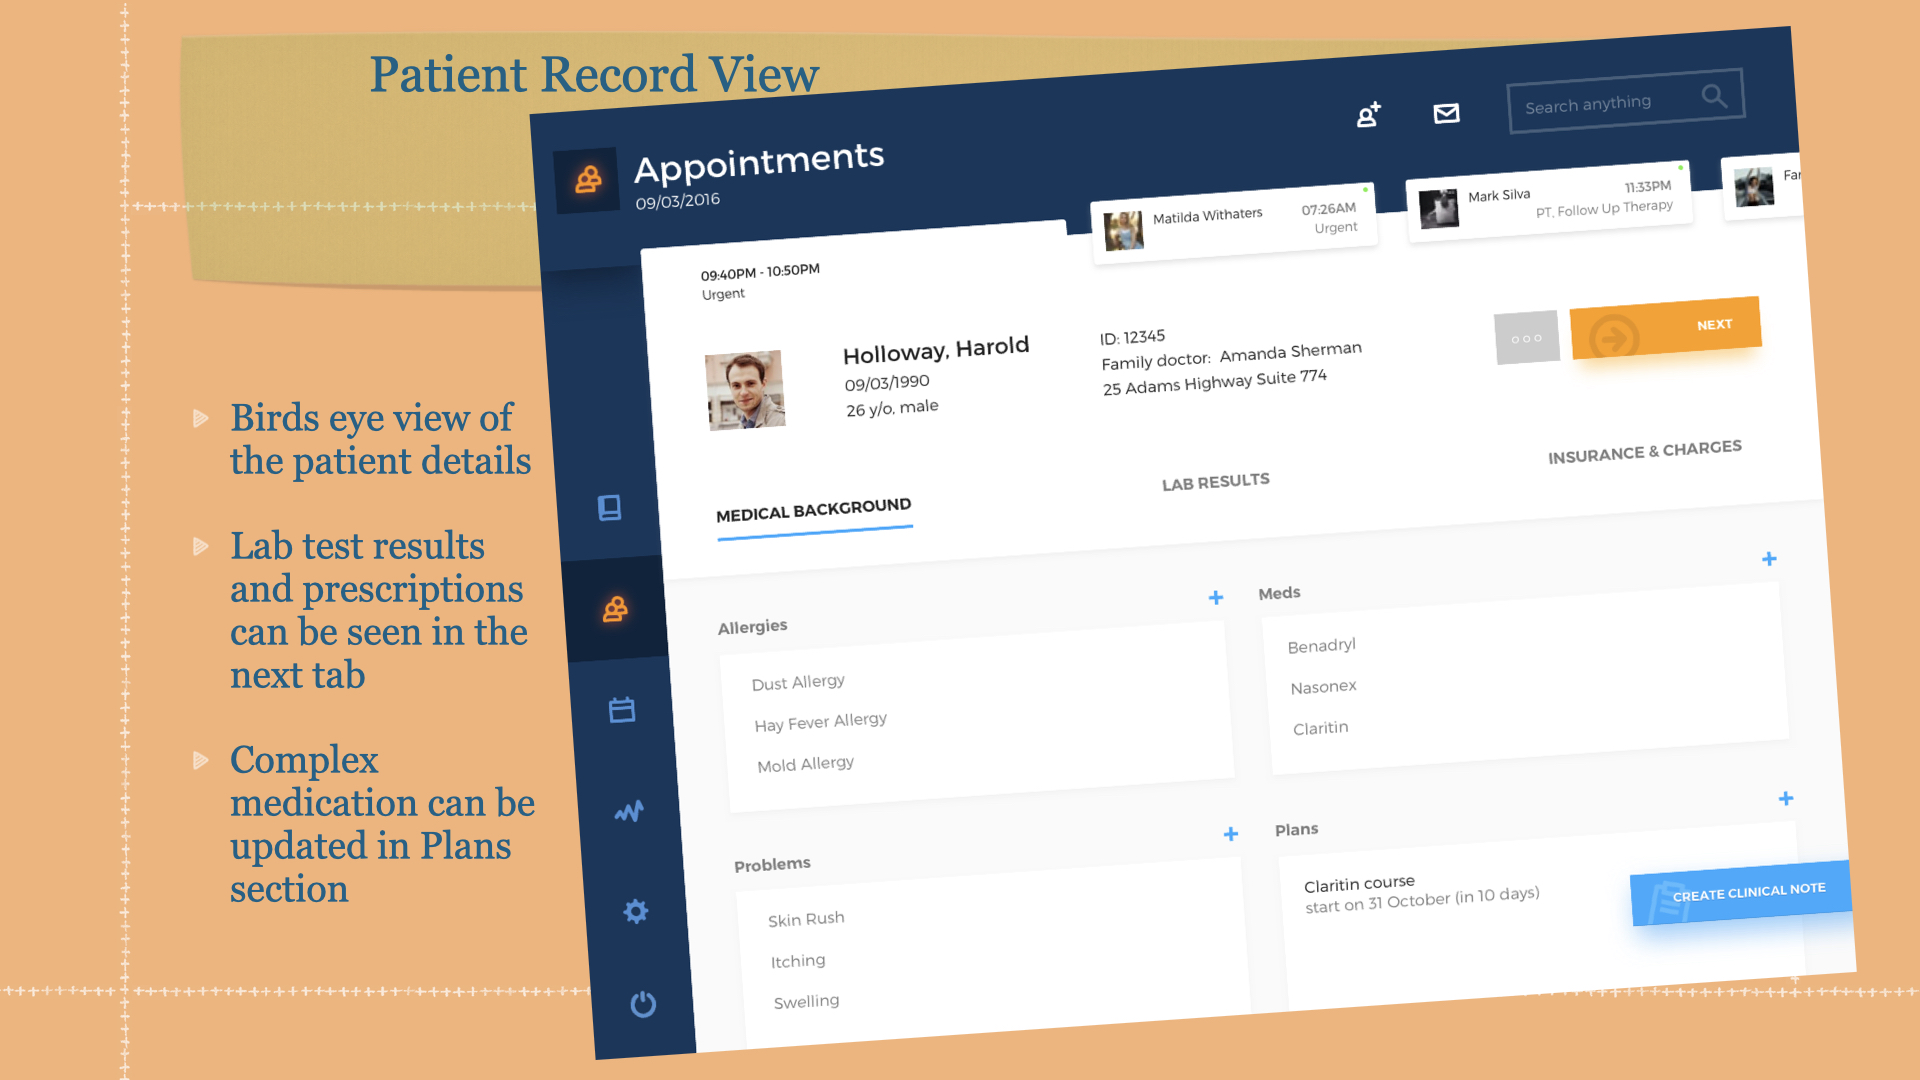 Patient Record View
Birds eye view of
the patient details
Lab test results
and prescriptions
can be seen in the
next tab
Complex
medication can be
updated in Plans
section
Appointments
09/03/2016
Search anything
Matilda Withaters
07:26AM
Urgent
Mark Silva
11:33PM
PT, Follow Up Therapy
Far
09:40PM - 10:50PM
Urgent
Holloway, Harold
09/03/1990
26 y/o. male
ID: 12345
Family doctor: Amanda Sherman
25 Adams Highway Suite 774
NEXT
MEDICAL BACKGROUND
LAB RESULTS
INSURANCE & CHARGES
Allergies
Dust Allergy
Hay Fever Allergy
Mold Allergy
Meds
Benadryl
Nasonex
Claritin
Problems
Skin Rush
Itching
Swelling
Plans
Claritin course
start on 31 October (in 10 days)
CREATE CLINICAL NOTE